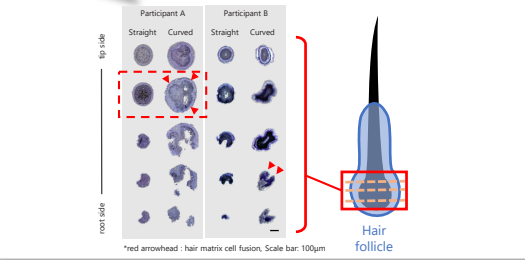 Participant A
Participant B
Straight
Curved
Straight
Curved
tip side
root side
Hair
follicle
*red arrowhead : hair matrix cell fusion, Scale bar: 100μm